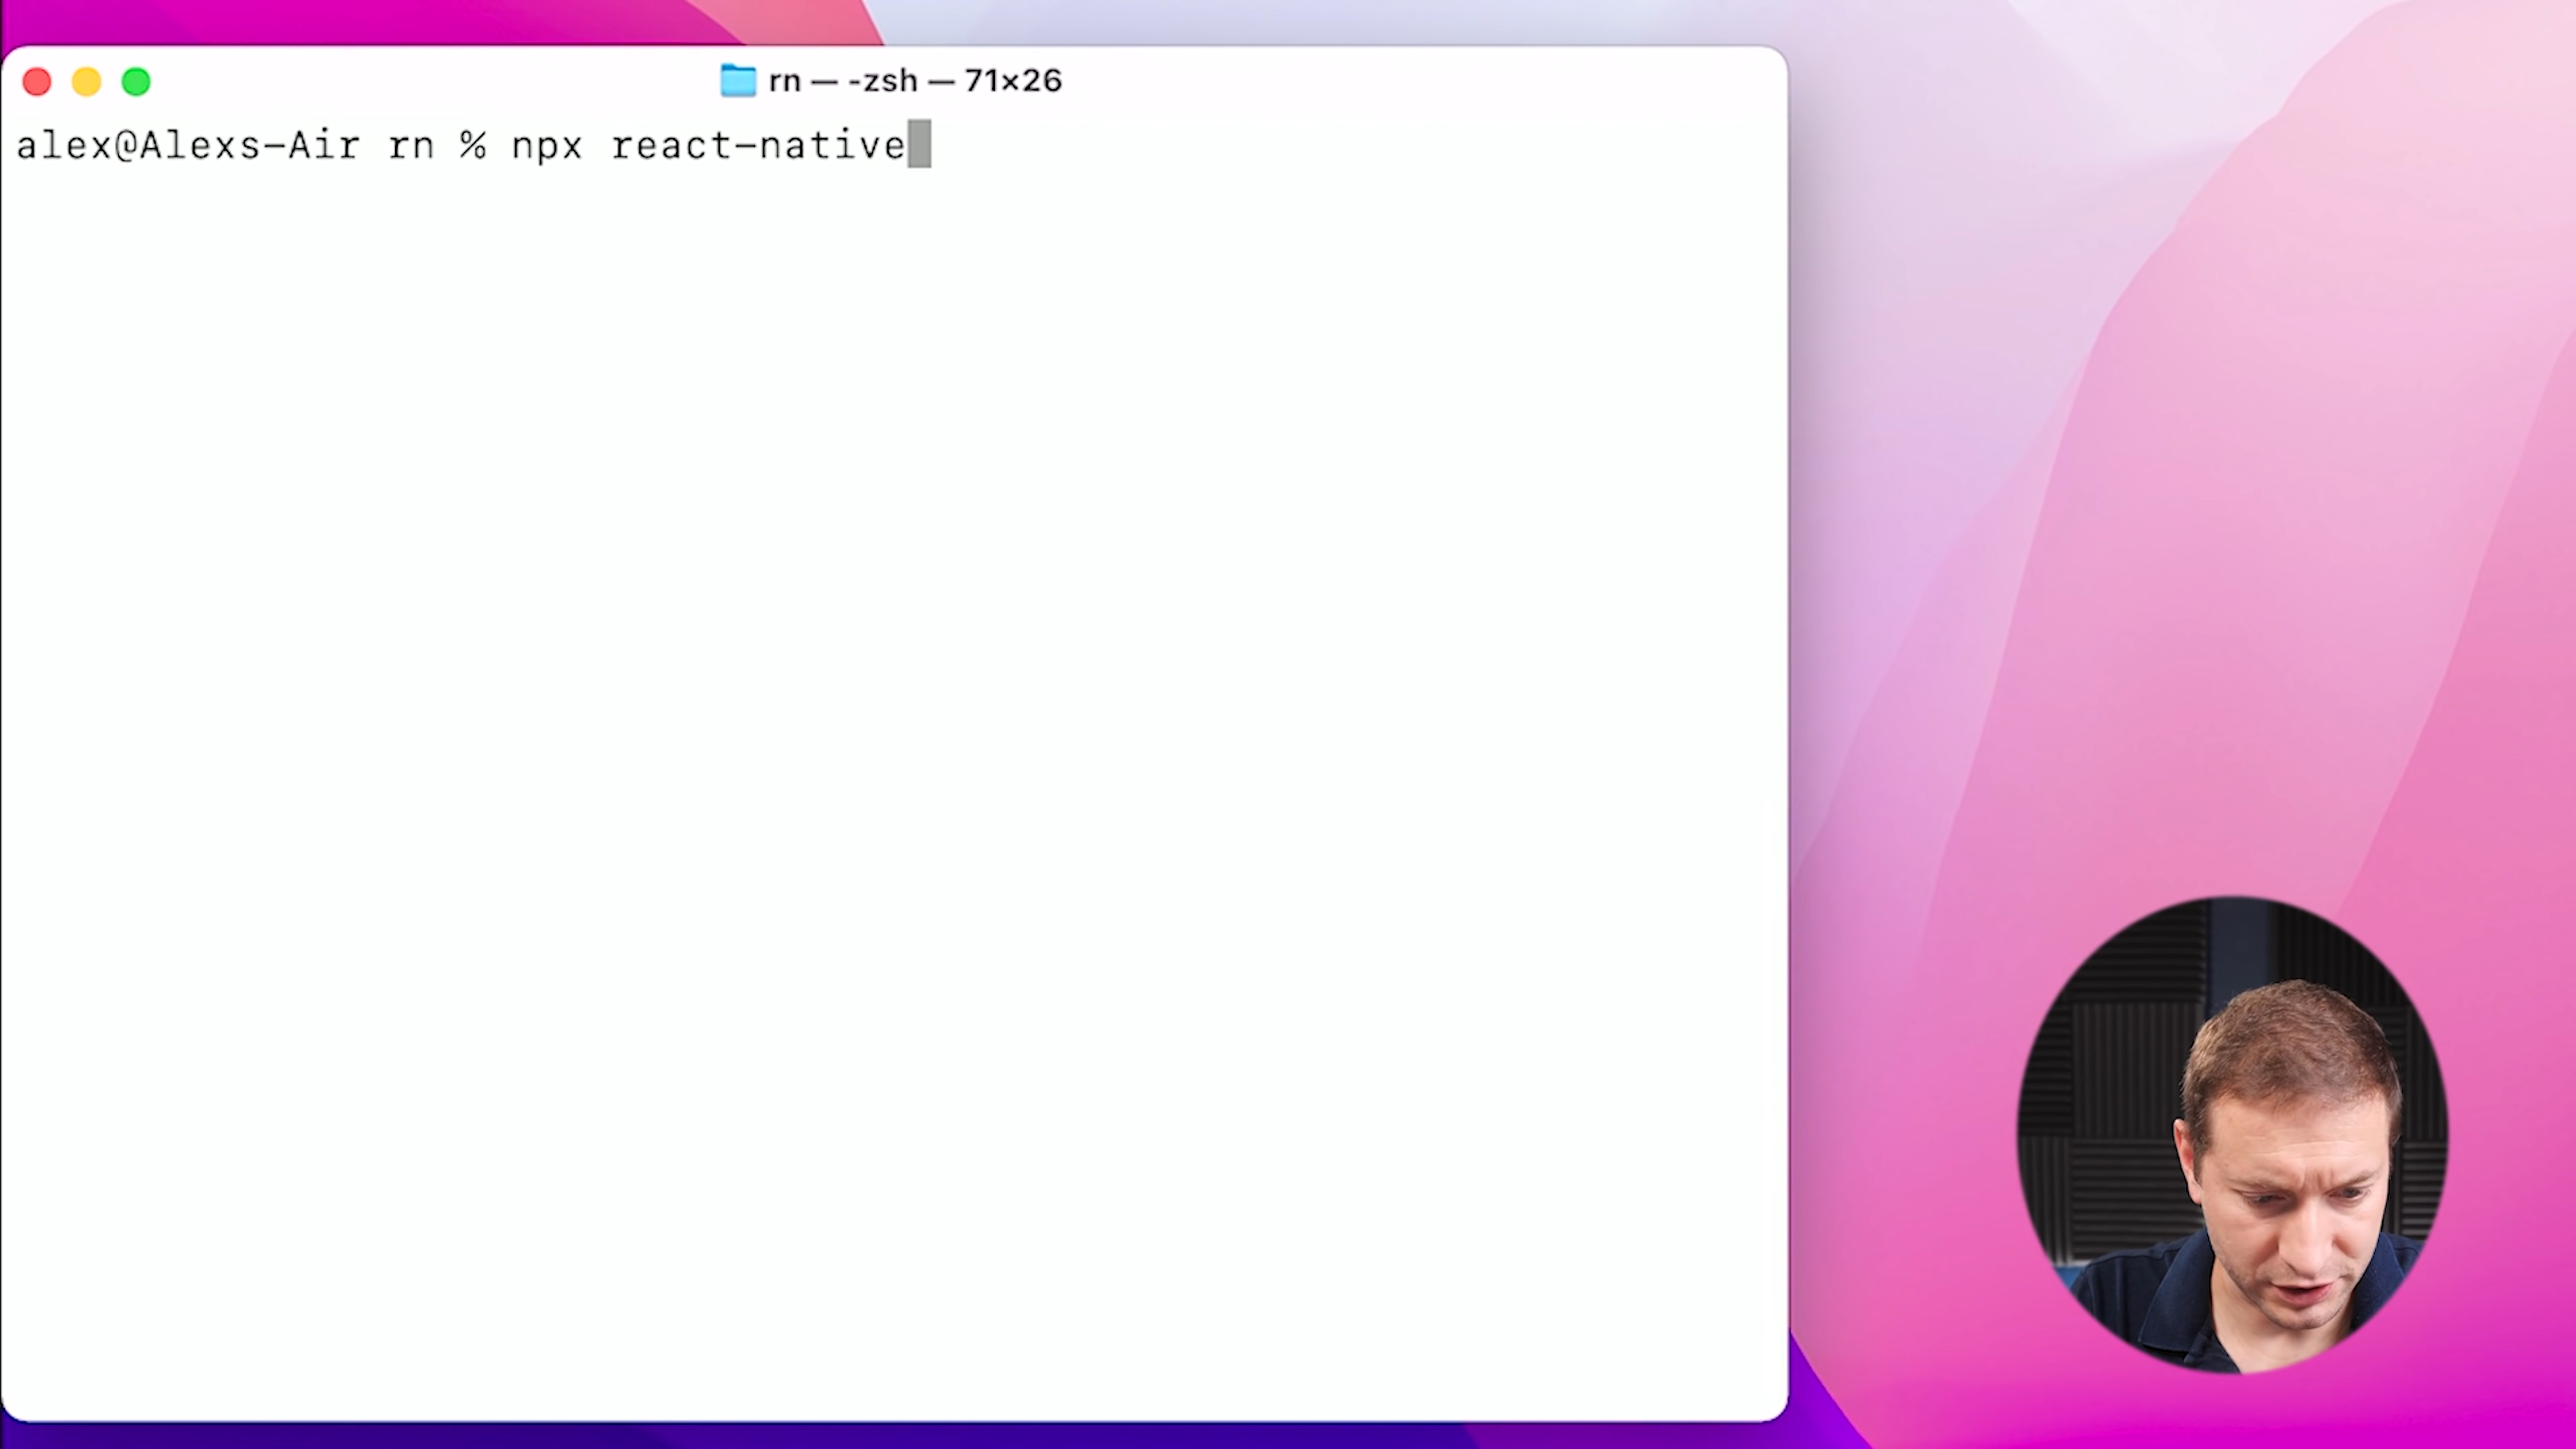 rn — -zsh — 71×26
alex@Alexs-Air rn % npx react-native